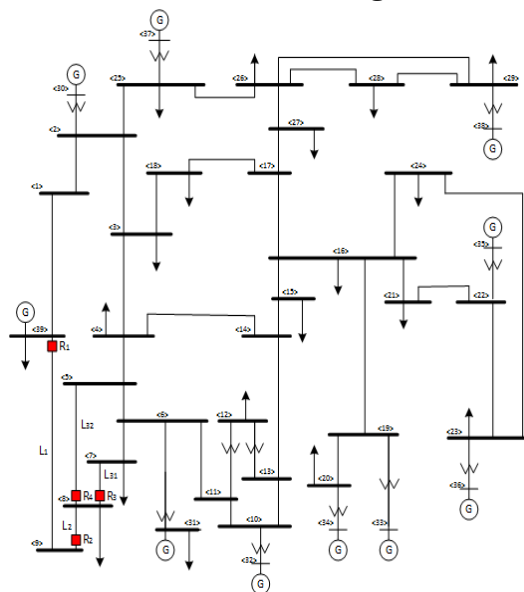 G
<37>
G
<25>
<26>
<28>
<29>
<30>
<27>
<38>
<2>
G
<18>
<17>
<24>
<1>
G
<3>
<35>
<16>
<15>
<21>
<22>
G
<39>
<4>
<14>
R1
<5>
<6>
<12>
L32
<23>
<19>
L1
<7>
L31
<13>
<20>
<36>
<8>
R4
R3
<11>
G
L2
<10>
<31>
<34>
<33>
R2
<9>
G
G
G
<32>
G